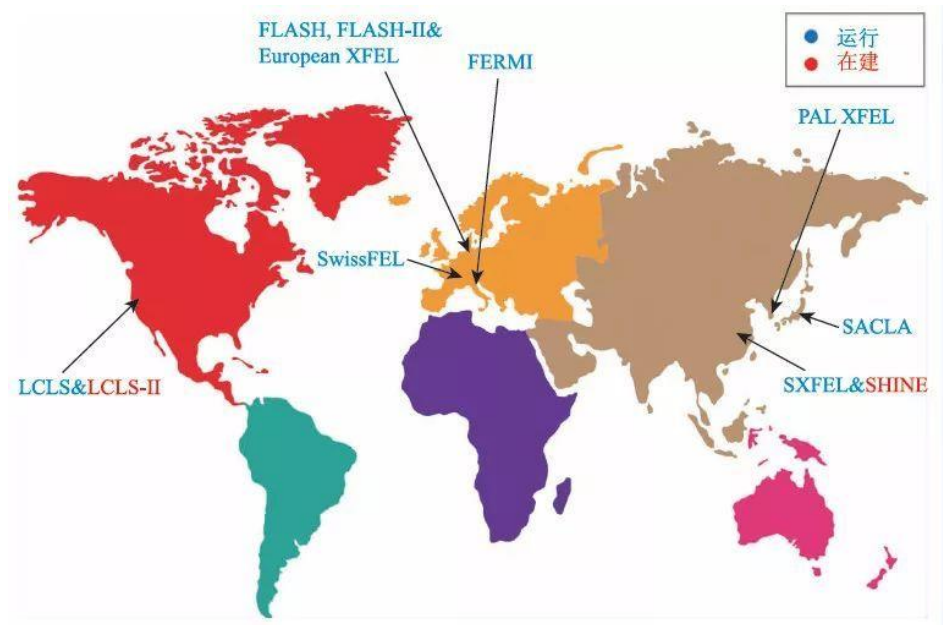 FLASH, FLASH-II&
European XFEL
FERMI
运行
在建
PAL XFEL
SwissFEL
SACLA
LCLS&LCLS-II
SXFEL&SHINE